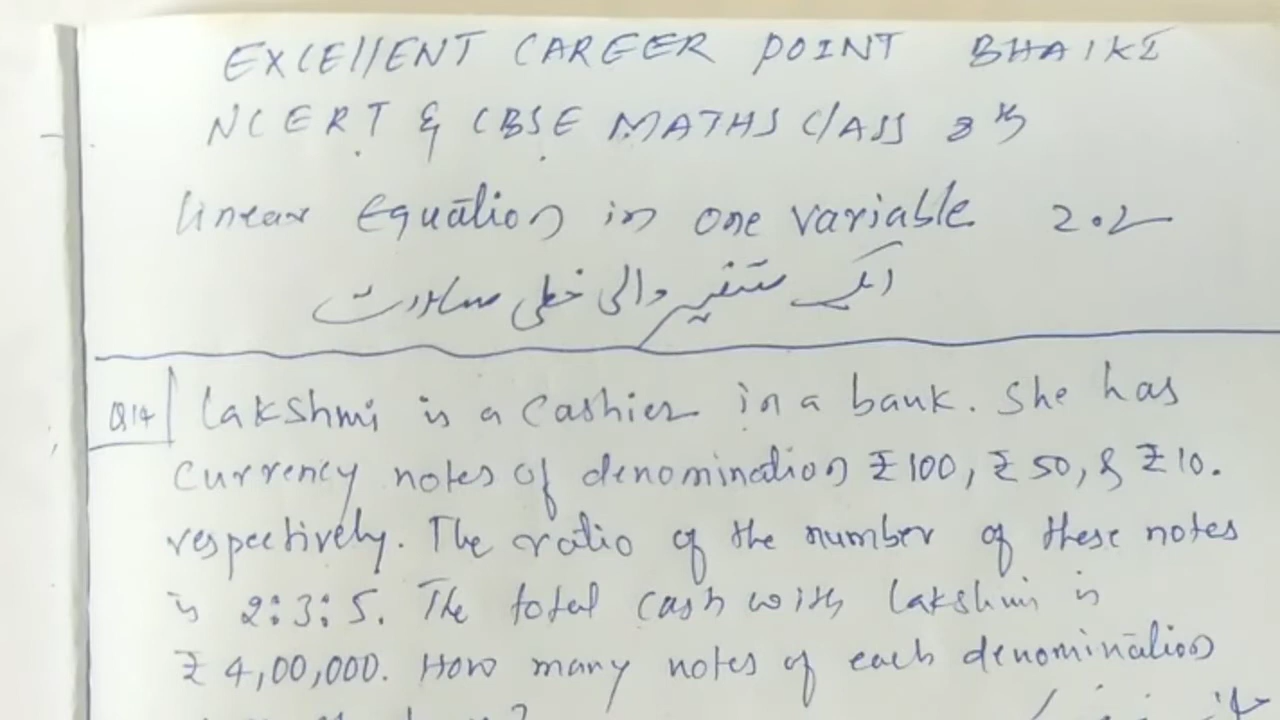 EXCELLENT CAREER POINT BHAIKI
NCERT & CBSE MATHS CLASS 8th
linear Equation in one variable 2.2
ایک متغیر والی خطی مساوات
Q14 Lakshmi is a Cashier in a bank. She has
Currency notes of denomination ₹100, ₹50, & ₹10.
respectively. The ratio of the number of these notes
is 2:3:5. The total cash with Lakshmi is
₹ 4,00,000. How many notes of each denomination